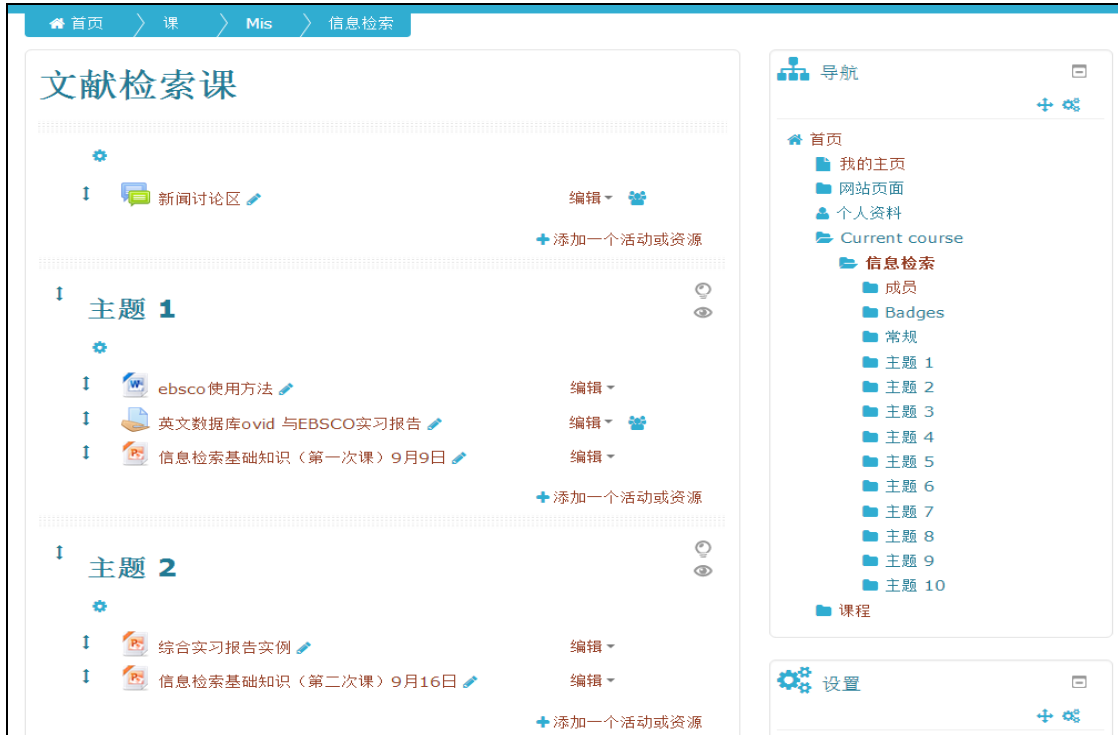 首页 课 Mis 信息检索
文献检索课
新闻讨论区 编辑
添加一个活动或资源
主题 1
ebsco使用方法 编辑
英文数据库ovid 与EBSCO实习报告 编辑
信息检索基础知识（第一次课）9月9日 编辑
添加一个活动或资源
主题 2
综合实习报告实例 编辑
信息检索基础知识（第二次课）9月16日 编辑
添加一个活动或资源
导航
首页
我的主页
网站页面
个人资料
Current course
信息检索
成员
Badges
常规
主题 1
主题 2
主题 3
主题 4
主题 5
主题 6
主题 7
主题 8
主题 9
主题 10
课程
设置